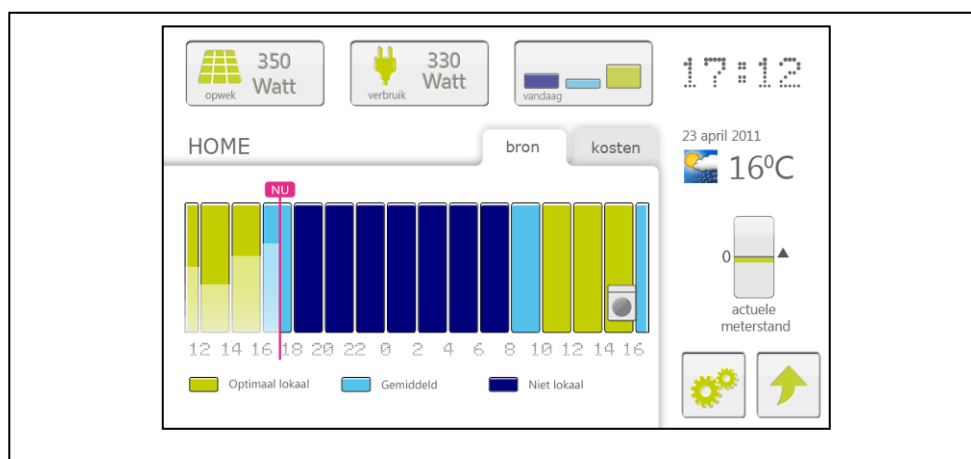 350
Watt
opwek
330
Watt
verbruik
vandaag
17:12
HOME
bron
kosten
23 april 2011
16⁰C
NU
0
actuele
meterstand
12 14 16 18 20 22 0 2 4 6 8 10 12 14 16
Optimaal lokaal
Gemiddeld
Niet lokaal